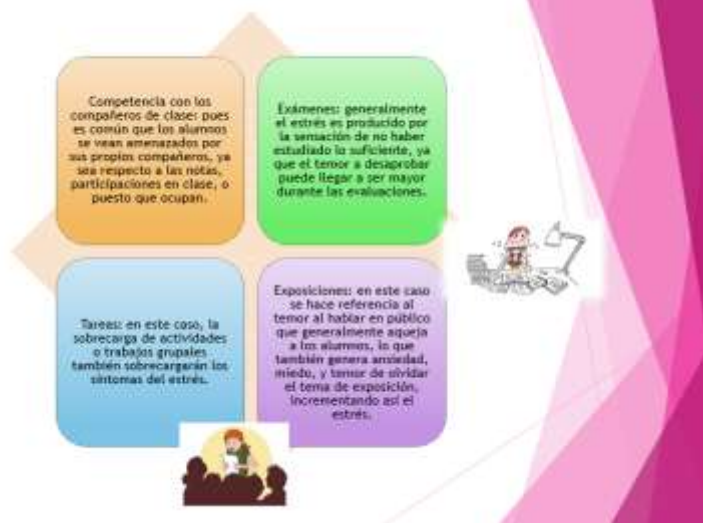 Competencia con los
compañeros de clase: pues
es común que los alumnos
se vean amenazados por
sus propios compañeros, ya
sea respecto a las notas,
participaciones en clase, o
puesto que ocupan.
Exámenes: generalmente
el estrés es producido por
la sensación de no haber
estudiado lo suficiente, ya
que el temor a desaprobar
puede llegar a ser mayor
durante las evaluaciones.
Tareas: en este caso, la
sobrecarga de actividades
o trabajos grupales
también sobrecargarán los
síntomas del estrés.
Exposiciones: en este caso
se hace referencia al
temor al hablar en público
que generalmente aqueja
a los alumnos, lo que
también genera ansiedad,
miedo, y temor de olvidar
el tema de exposición,
incrementando así el
estrés.